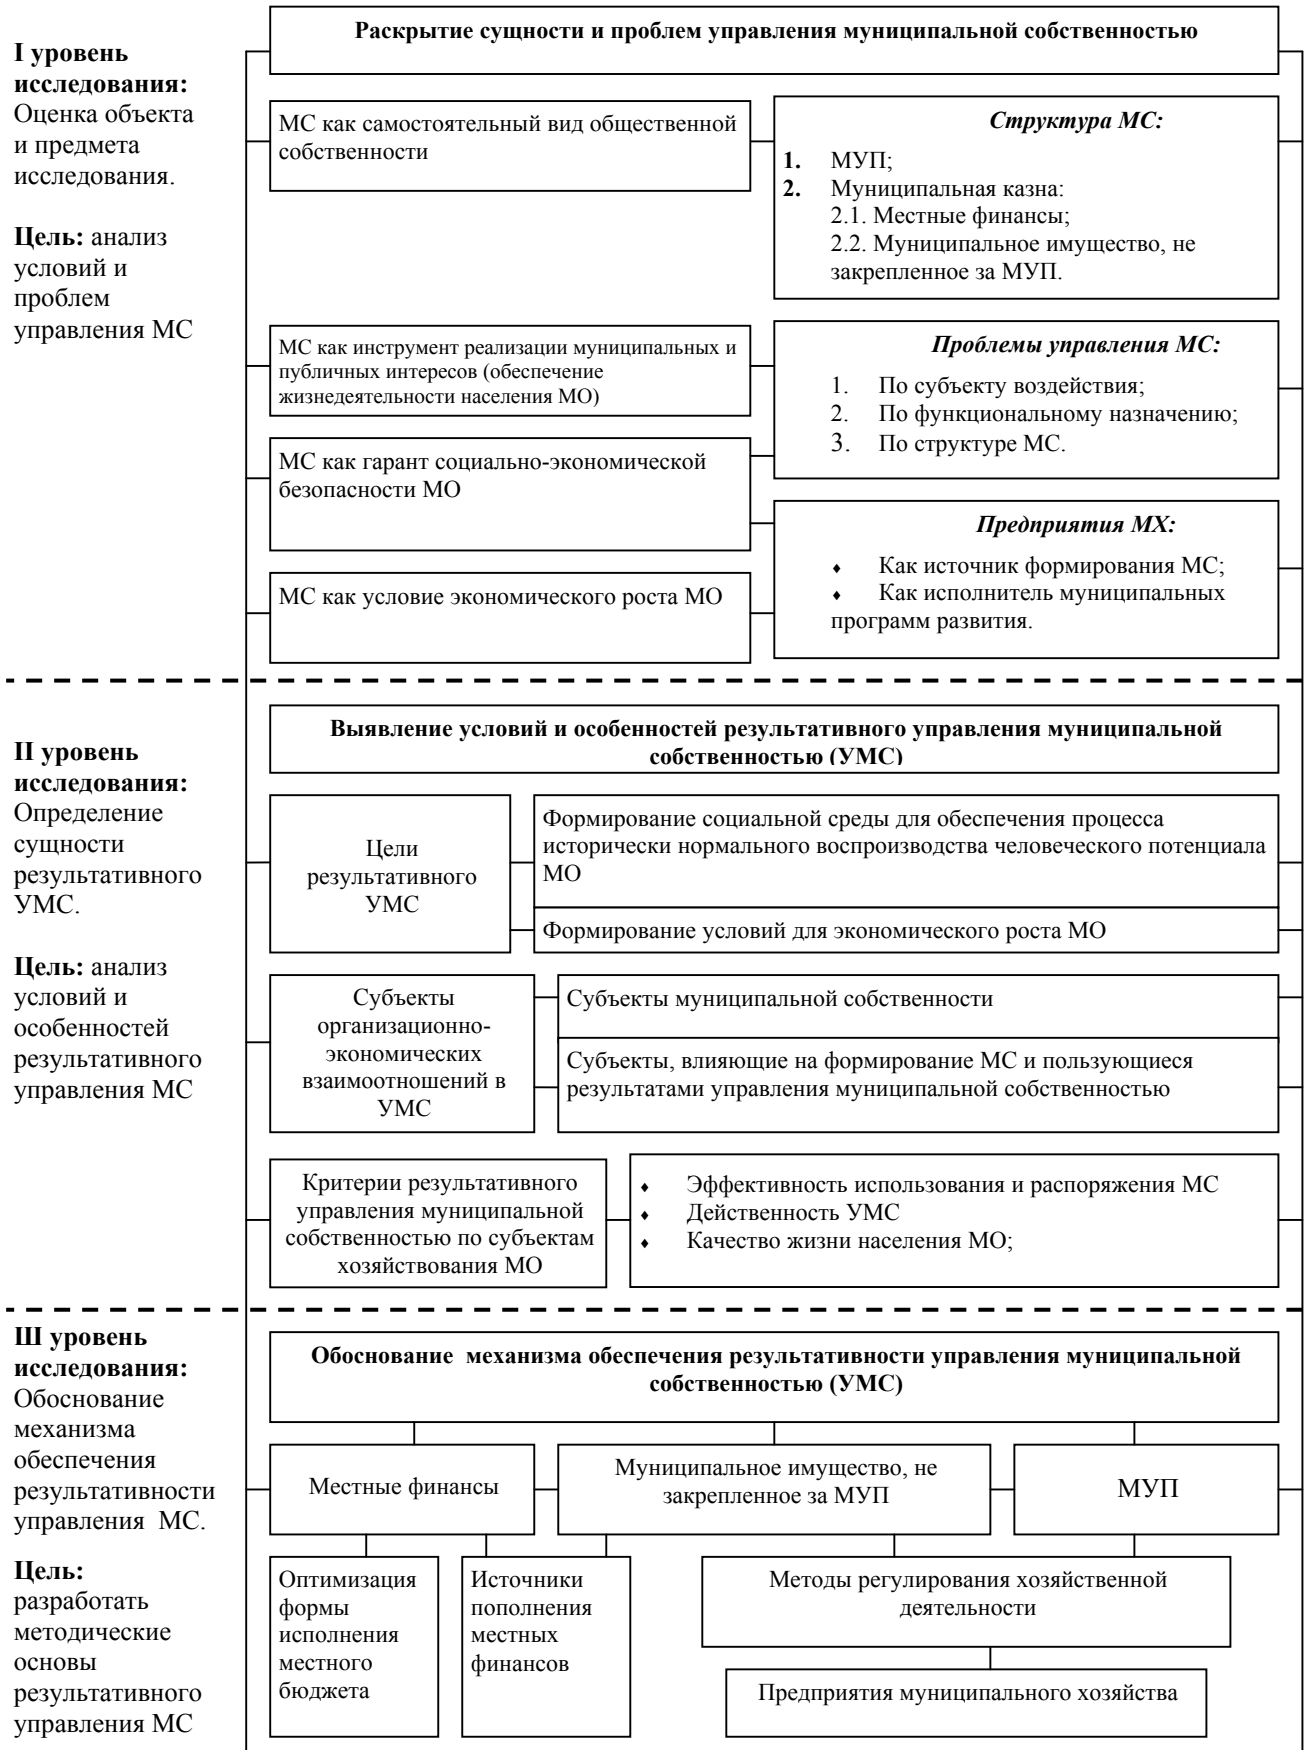 I уровень
исследования:
Оценка объекта
и предмета
исследования.
Цель: анализ
условий и
проблем
управления МС
Раскрытие сущности и проблем управления муниципальной собственностью
МС как самостоятельный вид общественной
собственности
Структура МС:
1. МУП;
2. Муниципальная казна:
2.1. Местные финансы;
2.2. Муниципальное имущество, не
закрепленное за МУП.
МС как инструмент реализации муниципальных и
публичных интересов (обеспечение
жизнедеятельности населения МО)
Проблемы управления МС:
1. По субъекту воздействия;
2. По функциональному назначению;
3. По структуре МС.
МС как гарант социально-экономической
безопасности МО
Предприятия МХ:
♦ Как источник формирования МС;
♦ Как исполнитель муниципальных
программ развития.
МС как условие экономического роста МО
II уровень
исследования:
Определение
сущности
результативного
УМС.
Цель: анализ
условий и
особенностей
результативного
управления МС
Выявление условий и особенностей результативного управления муниципальной
собственностью (УМС)
Цели
результативного
УМС
Формирование социальной среды для обеспечения процесса
исторически нормального воспроизводства человеческого потенциала
МО
Формирование условий для экономического роста МО
Субъекты
организационно-
экономических
взаимоотношений в
УМС
Субъекты муниципальной собственности
Субъекты, влияющие на формирование МС и пользующиеся
результатами управления муниципальной собственностью
Критерии результативного
управления муниципальной
собственностью по субъектам
хозяйствования МО
♦ Эффективность использования и распоряжения МС
♦ Действенность УМС
♦ Качество жизни населения МО;
III уровень
исследования:
Обоснование
механизма
обеспечения
результативности
управления МС.
Цель:
разработать
методические
основы
результативного
управления МС
Обоснование механизма обеспечения результативности управления муниципальной
собственностью (УМС)
Местные финансы
Муниципальное имущество, не
закрепленное за МУП
МУП
Оптимизация
формы
исполнения
местного
бюджета
Источники
пополнения
местных
финансов
Методы регулирования хозяйственной
деятельности
Предприятия муниципального хозяйства